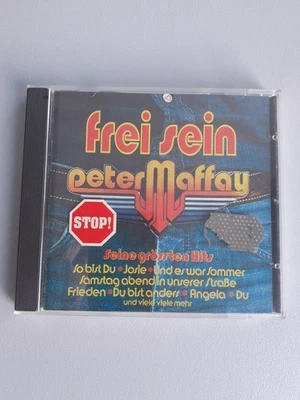 frei sein
peter Maffay
STOP!
Seine grössten Hits
So bist Du • Josie • Und es war Sommer
Samstag abend in unserer Straße
Frieden • Du bist anders • Angela • Du
und viele viele mehr